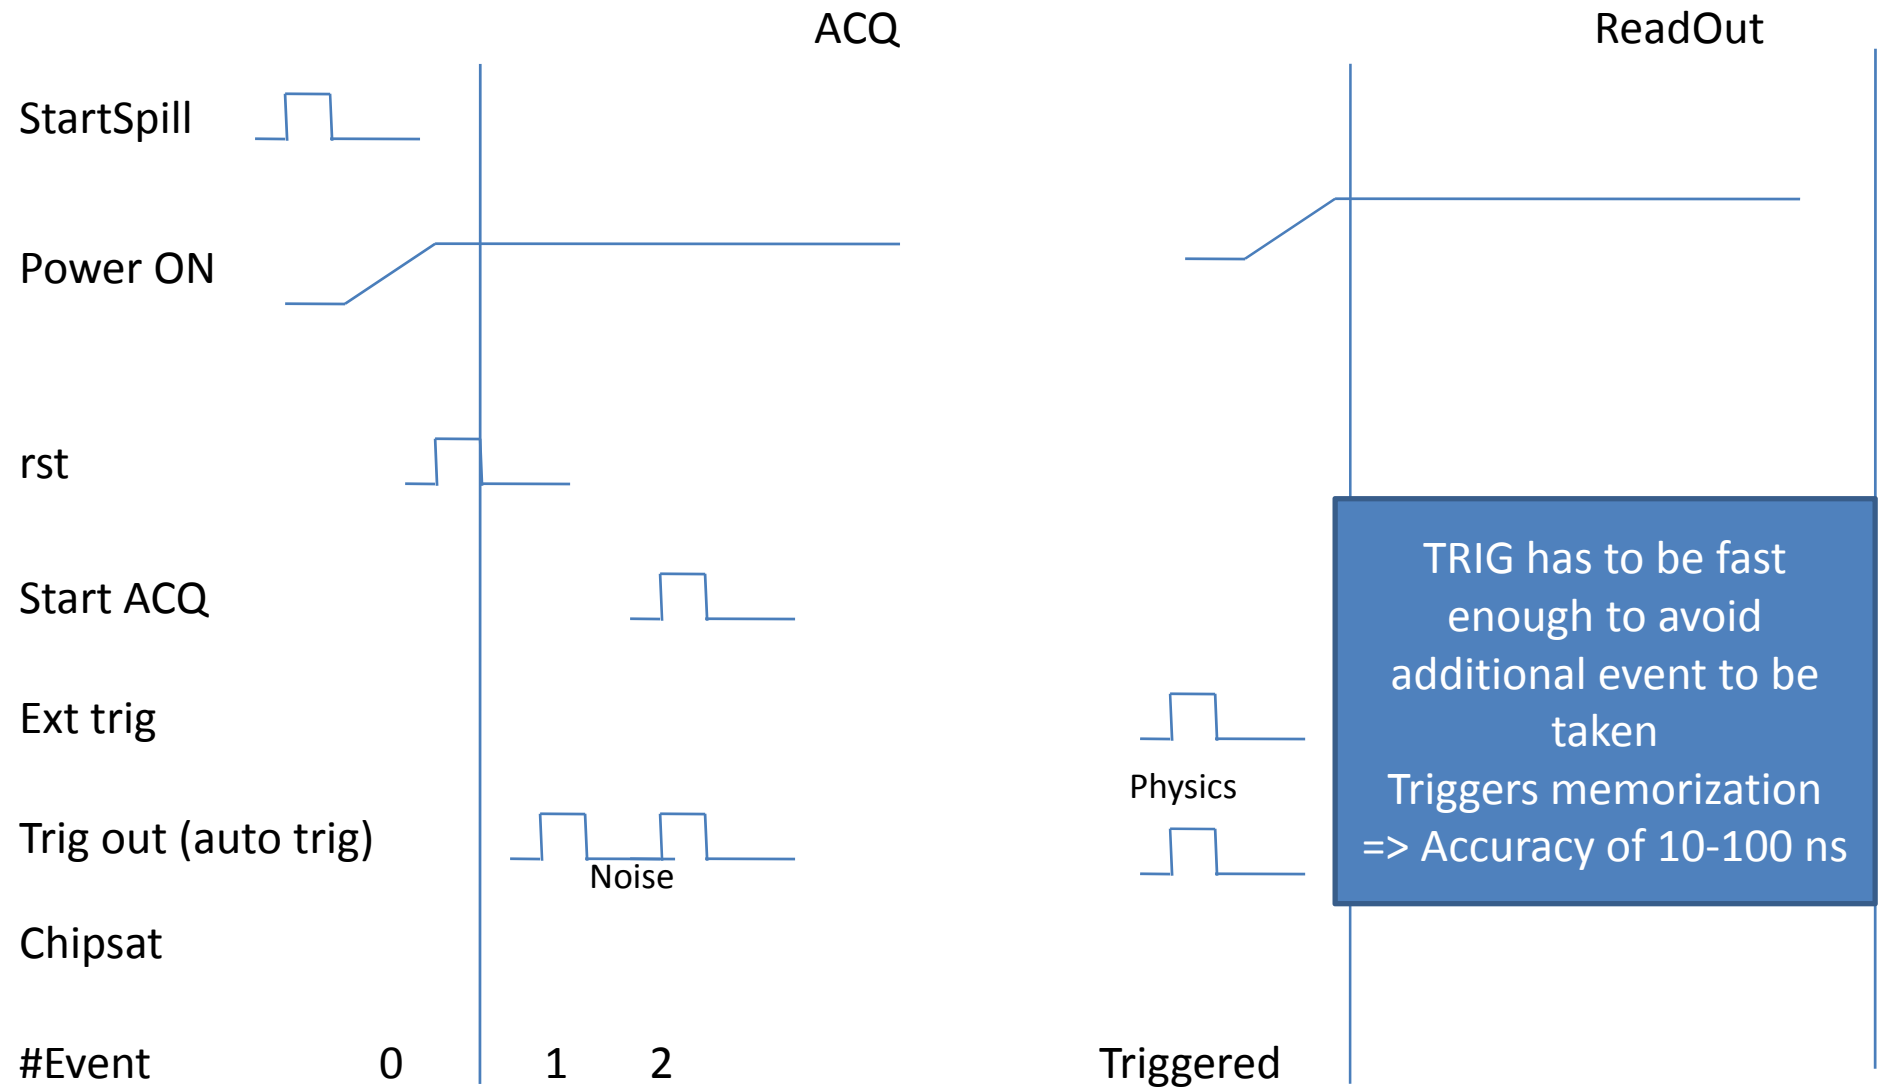 ACQ ReadOut
StartSpill
Power ON
rst
Start ACQ
TRIG has to be fast
enough to avoid
additional event to be
taken
Triggers memorization
=> Accuracy of 10-100 ns
Ext trig
Physics
Trig out (auto trig)
Noise
Chipsat
#Event 0 1 2 Triggered